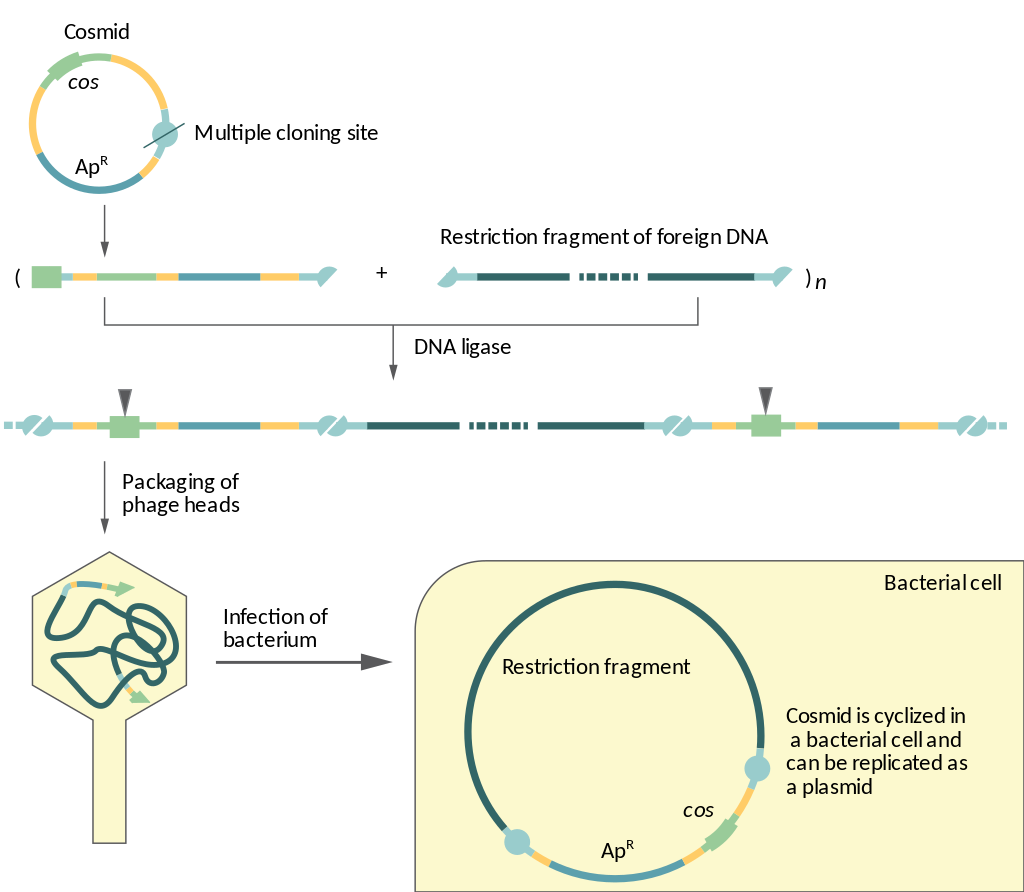 Cosmid
cos
Multiple cloning site
Ap^R
Restriction fragment of foreign DNA
( + )n
DNA ligase
Packaging of
phage heads
Bacterial cell
Infection of
bacterium
Restriction fragment
Cosmid is cyclized in
a bacterial cell and
can be replicated as
a plasmid
cos
Ap^R